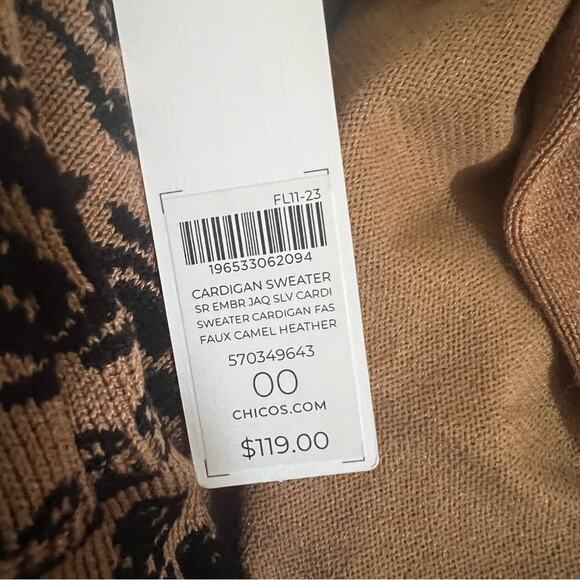 FL11-23
196533062094
CARDIGAN SWEATER
SR EMBR JAQ SLV CARDI
SWEATER CARDIGAN FAS
FAUX CAMEL HEATHER
570349643
00
CHICOS.COM
$119.00